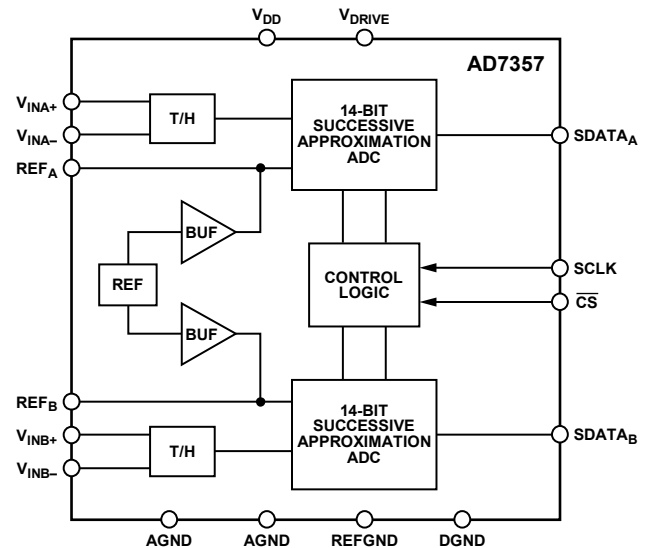 VDD
VDRIVE
AD7357
VINA+
VINA–
REFA
T/H
14-BIT
SUCCESSIVE
APPROXIMATION
ADC
SDATAA
BUF
REF
BUF
CONTROL
LOGIC
SCLK
CS
REFB
VINB+
VINB–
T/H
14-BIT
SUCCESSIVE
APPROXIMATION
ADC
SDATAB
AGND
AGND
REFGND
DGND